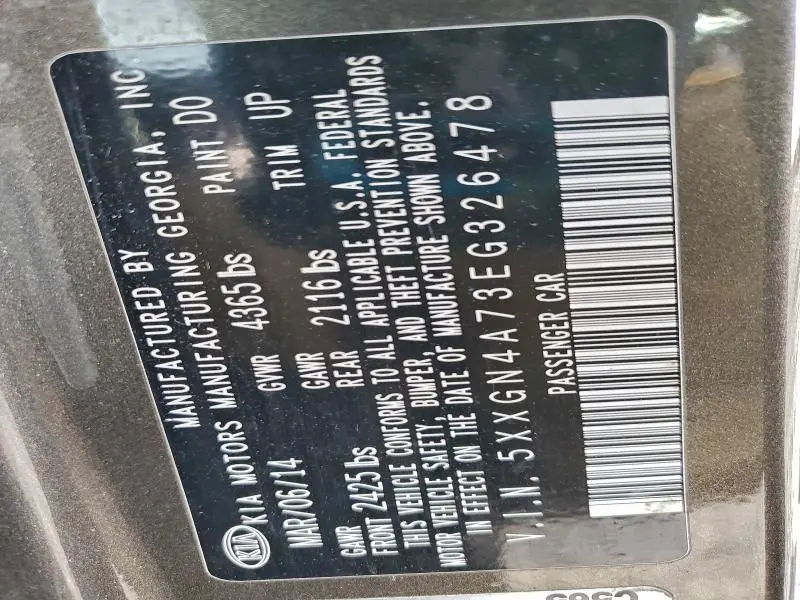 MANUFACTURED BY
KIA KIA MOTORS MANUFACTURING GEORGIA, INC
MAR/06/14 GVWR 4365 lbs PAINT DO
GAWR FRONT 2425 lbs GAWR REAR 2116 lbs TRIM UP
THIS VEHICLE CONFORMS TO ALL APPLICABLE U.S.A. FEDERAL
MOTOR VEHICLE SAFETY, BUMPER, AND THEFT PREVENTION STANDARDS
IN EFFECT ON THE DATE OF MANUFACTURE SHOWN ABOVE.
V.I.N. 5XXGN4A73EG326478
PASSENGER CAR